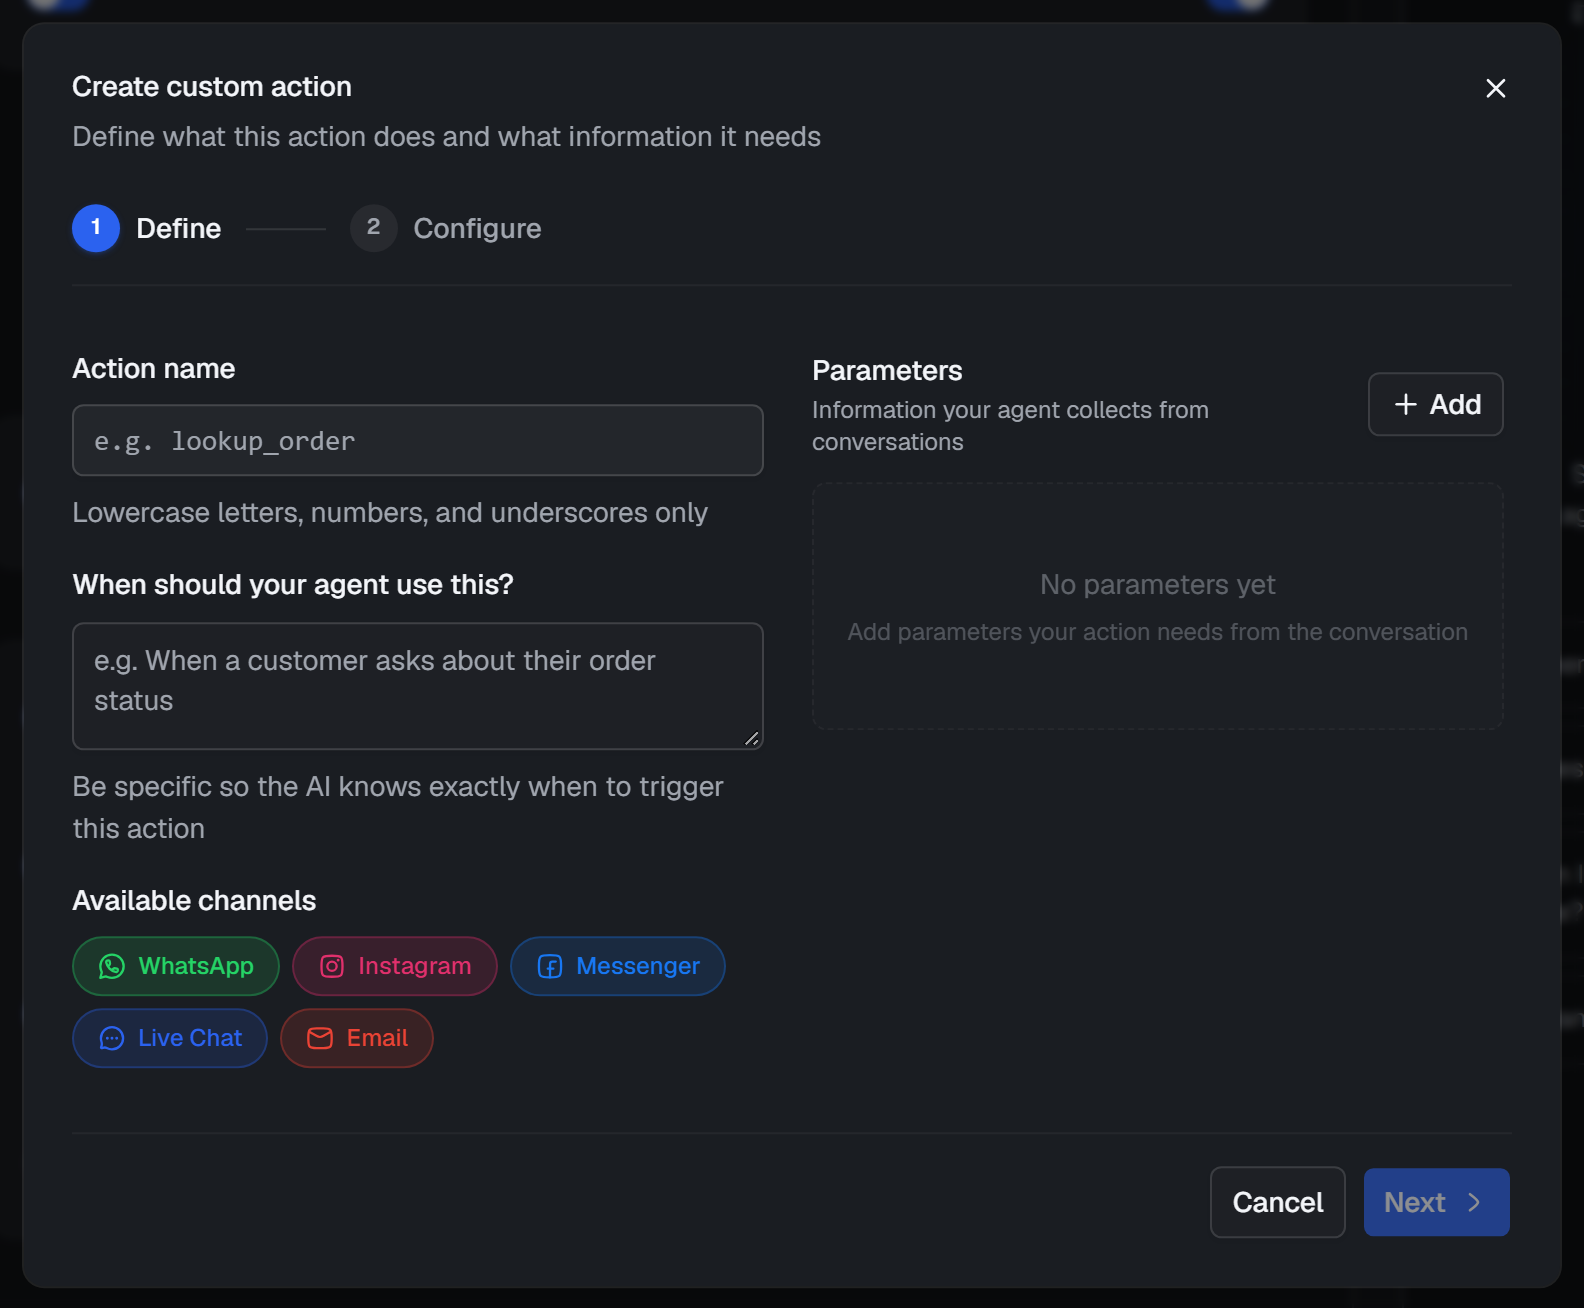 Create custom action
Define what this action does and what information it needs
1 Define
2 Configure
Action name
e.g. lookup_order
Lowercase letters, numbers, and underscores only
When should your agent use this?
e.g. When a customer asks about their order
status
Be specific so the AI knows exactly when to trigger
this action
Available channels
WhatsApp
Instagram
Messenger
Live Chat
Email
Parameters
Information your agent collects from
conversations
+ Add
No parameters yet
Add parameters your action needs from the conversation
Cancel
Next